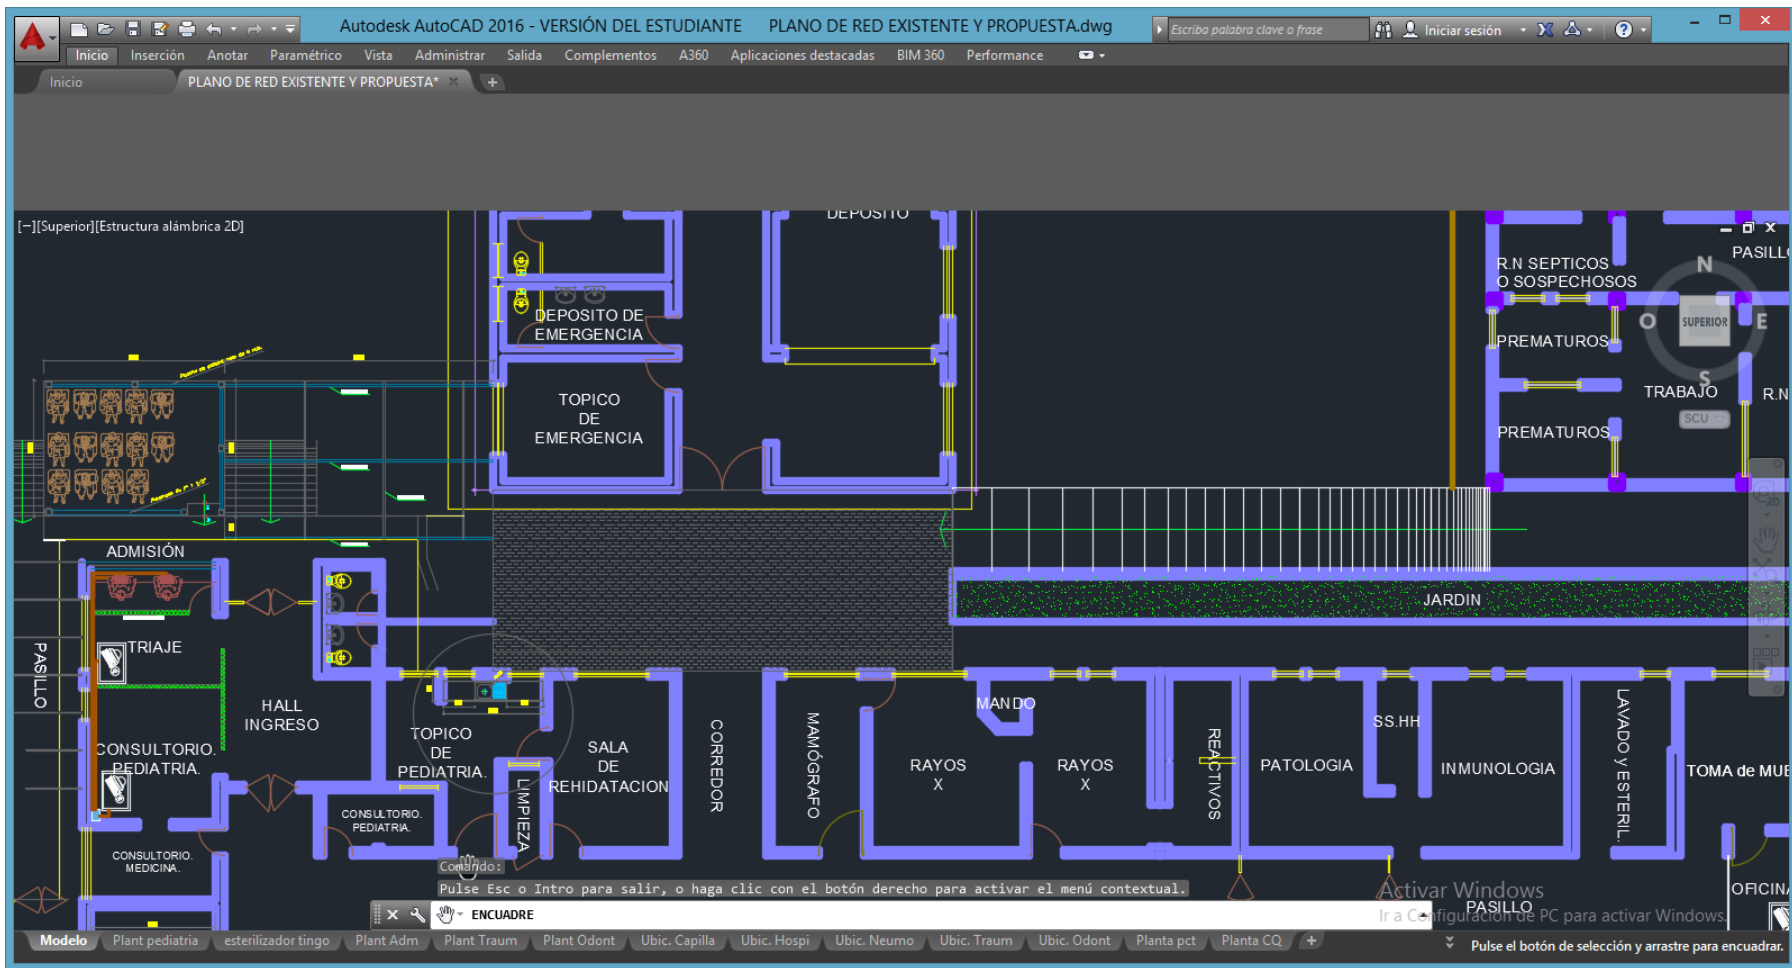 Autodesk AutoCAD 2016 - VERSIÓN DEL ESTUDIANTE PLANO DE RED EXISTENTE Y PROPUESTA.dwg
Escriba palabra clave o frase
Iniciar sesión
Inicio Inserción Anotar Paramétrico Vista Administrar Salida Complementos A360 Aplicaciones destacadas BIM 360 Performance
Inicio
PLANO DE RED EXISTENTE Y PROPUESTA*
[−][Superior][Estructura alámbrica 2D]
DEPOSITO
DEPOSITO DE
EMERGENCIA
TOPICO
DE
EMERGENCIA
R.N SEPTICOS
O SOSPECHOSOS
PREMATUROS
PREMATUROS
TRABAJO
N
O
SUPERIOR
E
S
SCU
ADMISIÓN
TRIAJE
PASILLO
HALL
INGRESO
CONSULTORIO.
PEDIATRIA.
CONSULTORIO.
MEDICINA.
CONSULTORIO.
PEDIATRIA.
TOPICO
DE
PEDIATRIA.
LIMPIEZA
SALA
DE
REHIDATACION
CORREDOR
MAMÓGRAFO
MANDO
RAYOS
X
RAYOS
X
REACTIVOS
PATOLOGIA
SS.HH
INMUNOLOGIA
LAVADO y ESTERIL.
TOMA de
JARDIN
PASILLO
Comando:
Pulse Esc o Intro para salir, o haga clic con el botón derecho para activar el menú contextual.
ENCUADRE
Activar Windows
Ir a Configuración de PC para activar Windows.
Modelo Plant pediatria esterilizador tingo Plant Adm Plant Traum Plant Odont Ubic. Capilla Ubic. Hospi Ubic. Neumo Ubic. Traum Ubic. Odont Planta pct Planta CQ
Pulse el botón de selección y arrastre para encuadrar.